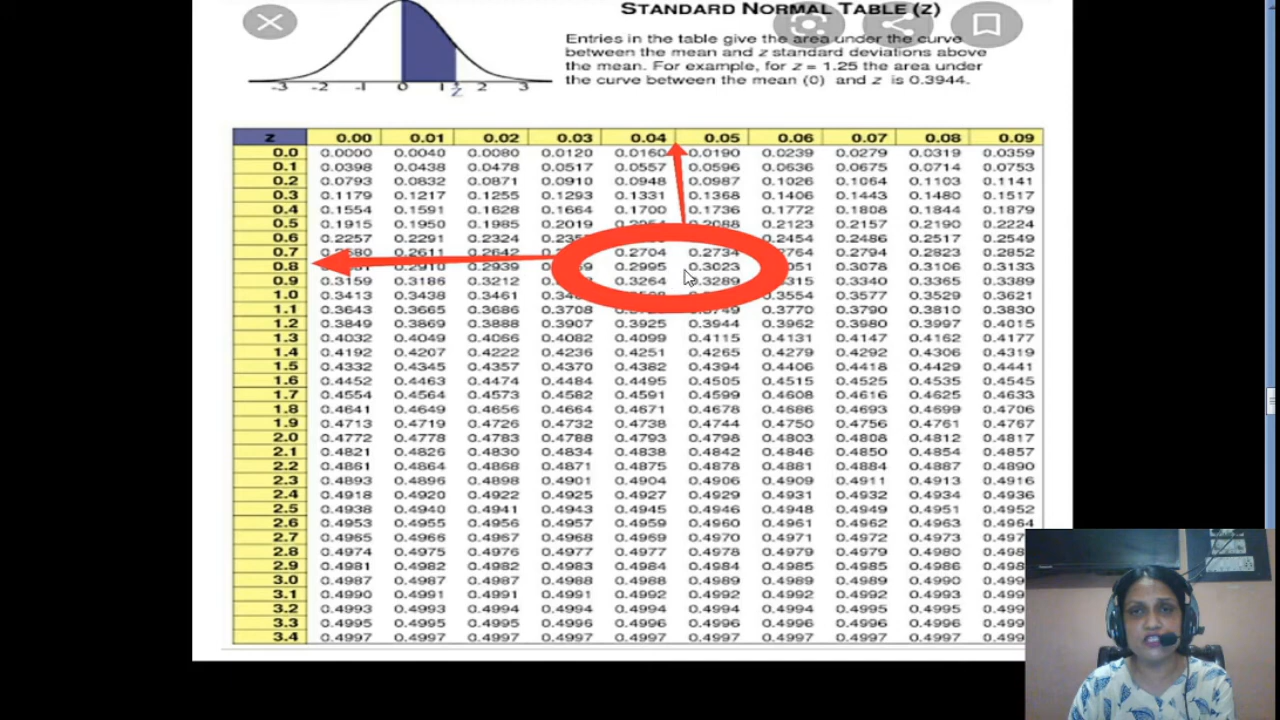 STANDARD NORMAL TABLE (Z)
Entries in the table give the area under the curve
between the mean and z standard deviations above
the mean. For example, for z = 1.25 the area under
the curve between the mean (0) and z is 0.3944.
-3 -2 -1 0 1 z 2 3
z 0.00 0.01 0.02 0.03 0.04 0.05 0.06 0.07 0.08 0.09
0.0 0.0000 0.0040 0.0080 0.0120 0.0160 0.0190 0.0239 0.0279 0.0319 0.0359
0.1 0.0398 0.0438 0.0478 0.0517 0.0557 0.0596 0.0636 0.0675 0.0714 0.0753
0.2 0.0793 0.0832 0.0871 0.0910 0.0948 0.0987 0.1026 0.1064 0.1103 0.1141
0.3 0.1179 0.1217 0.1255 0.1293 0.1331 0.1368 0.1406 0.1443 0.1480 0.1517
0.4 0.1554 0.1591 0.1628 0.1664 0.1700 0.1736 0.1772 0.1808 0.1844 0.1879
0.5 0.1915 0.1950 0.1985 0.2019 0.2123 0.2157 0.2190 0.2224
0.6 0.2257 0.2291 0.2324 0.2454 0.2486 0.2517 0.2549
0.7 0.2611 0.2642 0.2704 0.2734 0.2794 0.2823 0.2852
0.8 0.2910 0.2939 0.2995 0.3023 0.3078 0.3106 0.3133
0.9 0.3159 0.3186 0.3212 0.3264 0.3289 0.3340 0.3365 0.3389
1.0 0.3413 0.3438 0.3461 0.3554 0.3577 0.3529 0.3621
1.1 0.3643 0.3665 0.3686 0.3708 0.3770 0.3790 0.3810 0.3830
1.2 0.3849 0.3869 0.3888 0.3907 0.3925 0.3944 0.3962 0.3980 0.3997 0.4015
1.3 0.4032 0.4049 0.4066 0.4082 0.4099 0.4115 0.4131 0.4147 0.4162 0.4177
1.4 0.4192 0.4207 0.4222 0.4236 0.4251 0.4265 0.4279 0.4292 0.4306 0.4319
1.5 0.4332 0.4345 0.4357 0.4370 0.4382 0.4394 0.4406 0.4418 0.4429 0.4441
1.6 0.4452 0.4463 0.4474 0.4484 0.4495 0.4505 0.4515 0.4525 0.4535 0.4545
1.7 0.4554 0.4564 0.4573 0.4582 0.4591 0.4599 0.4608 0.4616 0.4625 0.4633
1.8 0.4641 0.4649 0.4656 0.4664 0.4671 0.4678 0.4686 0.4693 0.4699 0.4706
1.9 0.4713 0.4719 0.4726 0.4732 0.4738 0.4744 0.4750 0.4756 0.4761 0.4767
2.0 0.4772 0.4778 0.4783 0.4788 0.4793 0.4798 0.4803 0.4808 0.4812 0.4817
2.1 0.4821 0.4826 0.4830 0.4834 0.4838 0.4842 0.4846 0.4850 0.4854 0.4857
2.2 0.4861 0.4864 0.4868 0.4871 0.4875 0.4878 0.4881 0.4884 0.4887 0.4890
2.3 0.4893 0.4896 0.4898 0.4901 0.4904 0.4906 0.4909 0.4911 0.4913 0.4916
2.4 0.4918 0.4920 0.4922 0.4925 0.4927 0.4929 0.4931 0.4932 0.4934 0.4936
2.5 0.4938 0.4940 0.4941 0.4943 0.4945 0.4946 0.4948 0.4949 0.4951 0.4952
2.6 0.4953 0.4955 0.4956 0.4957 0.4959 0.4960 0.4961 0.4962 0.4963 0.4964
2.7 0.4965 0.4966 0.4967 0.4968 0.4969 0.4970 0.4971 0.4972 0.4973
2.8 0.4974 0.4975 0.4976 0.4977 0.4977 0.4978 0.4979 0.4979 0.4980
2.9 0.4981 0.4982 0.4982 0.4983 0.4984 0.4984 0.4985 0.4985 0.4986
3.0 0.4987 0.4987 0.4987 0.4988 0.4988 0.4989 0.4989 0.4989 0.4990
3.1 0.4990 0.4991 0.4991 0.4991 0.4992 0.4992 0.4992 0.4992 0.4993
3.2 0.4993 0.4993 0.4994 0.4994 0.4994 0.4994 0.4994 0.4995 0.4995
3.3 0.4995 0.4995 0.4995 0.4996 0.4996 0.4996 0.4996 0.4996 0.4996
3.4 0.4997 0.4997 0.4997 0.4997 0.4997 0.4997 0.4997 0.4997 0.4997